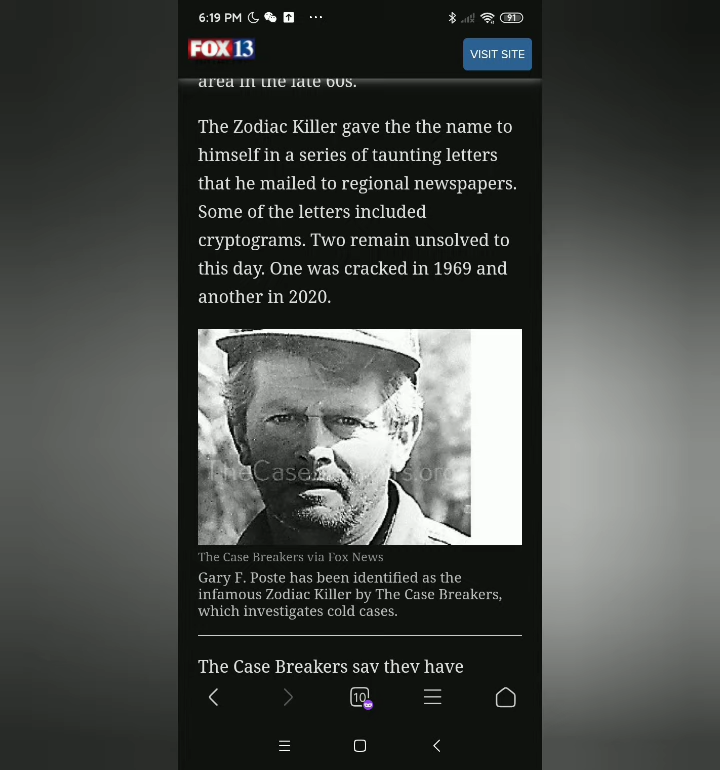 6:19 PM
91
FOX 13
VISIT SITE
area in the late 60s.
The Zodiac Killer gave the the name to
himself in a series of taunting letters
that he mailed to regional newspapers.
Some of the letters included
cryptograms. Two remain unsolved to
this day. One was cracked in 1969 and
another in 2020.
TheCaseBreakers.org
The Case Breakers via Fox News
Gary F. Poste has been identified as the
infamous Zodiac Killer by The Case Breakers,
which investigates cold cases.
The Case Breakers say they have
10